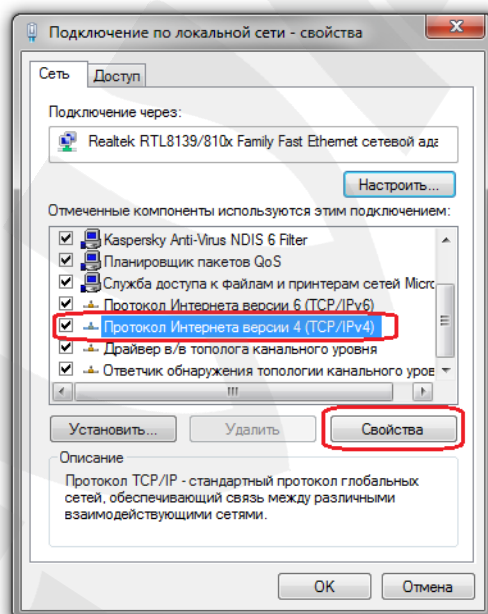 Подключение по локальной сети - свойства
Сеть Доступ
Подключение через:
Realtek RTL8139/810x Family Fast Ethernet сетевой ада
Настроить...
Отмеченные компоненты используются этим подключением:
Kaspersky Anti-Virus NDIS 6 Filter
Планировщик пакетов QoS
Служба доступа к файлам и принтерам сетей Micrc
Протокол Интернета версии 6 (TCP/IPv6)
Протокол Интернета версии 4 (TCP/IPv4)
Драйвер в/в тополога канального уровня
Ответчик обнаружения топологии канального уров
Установить... Удалить Свойства
Описание
Протокол TCP/IP - стандартный протокол глобальных
сетей, обеспечивающий связь между различными
взаимодействующими сетями.
OK Отмена